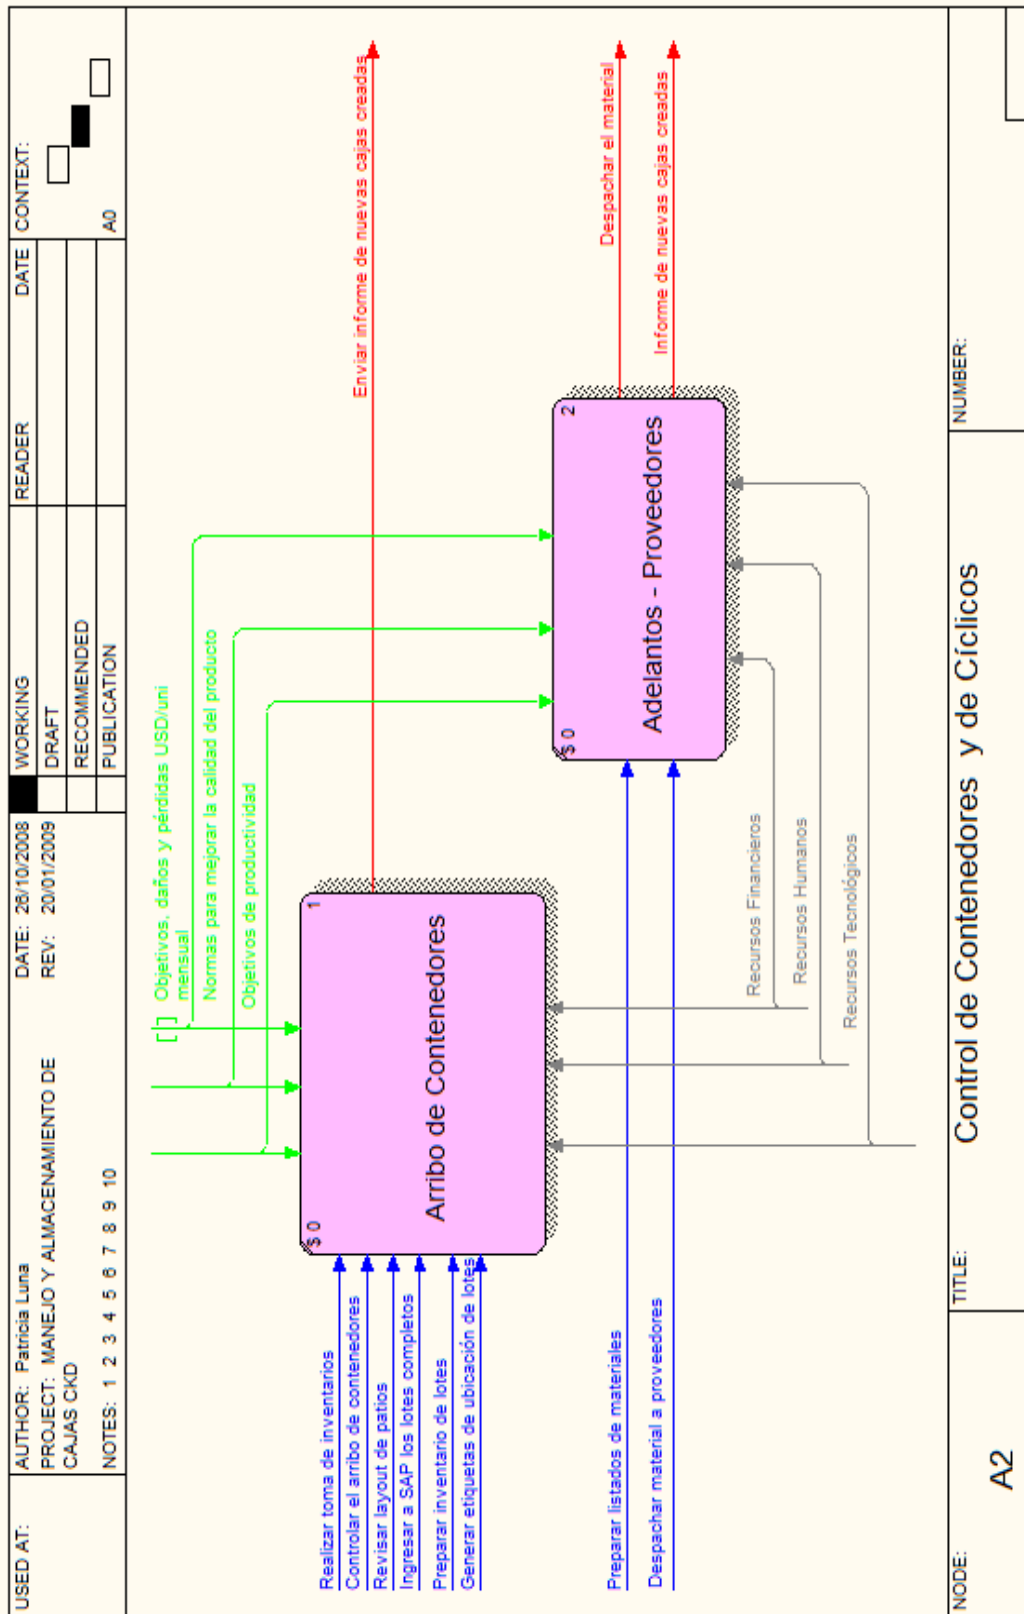 USED AT:
AUTHOR: Patricia Luna
PROJECT: MANEJO Y ALMACENAMIENTO DE
CAJAS CKD
NOTES: 1 2 3 4 5 6 7 8 9 10
DATE: 26/10/2008
REV: 20/01/2009
WORKING
DRAFT
RECOMMENDED
PUBLICATION
READER
DATE
CONTEXT:
A0
Objetivos, daños y pérdidas USD/uni
mensual
Normas para mejorar la calidad del producto
Objetivos de productividad
Realizar toma de inventarios
Controlar el arribo de contenedores
Revisar layout de patios
Ingresar a SAP los lotes completos
Preparar inventario de lotes
Generar etiquetas de ubicación de lotes
$ 0
Arribo de Contenedores
1
Enviar informe de nuevas cajas creadas
Preparar listados de materiales
Despachar material a proveedores
$ 0
Adelantos - Proveedores
2
Despachar el material
Informe de nuevas cajas creadas
Recursos Financieros
Recursos Humanos
Recursos Tecnológicos
NODE:
A2
TITLE:
Control de Contenedores y de Cíclicos
NUMBER: